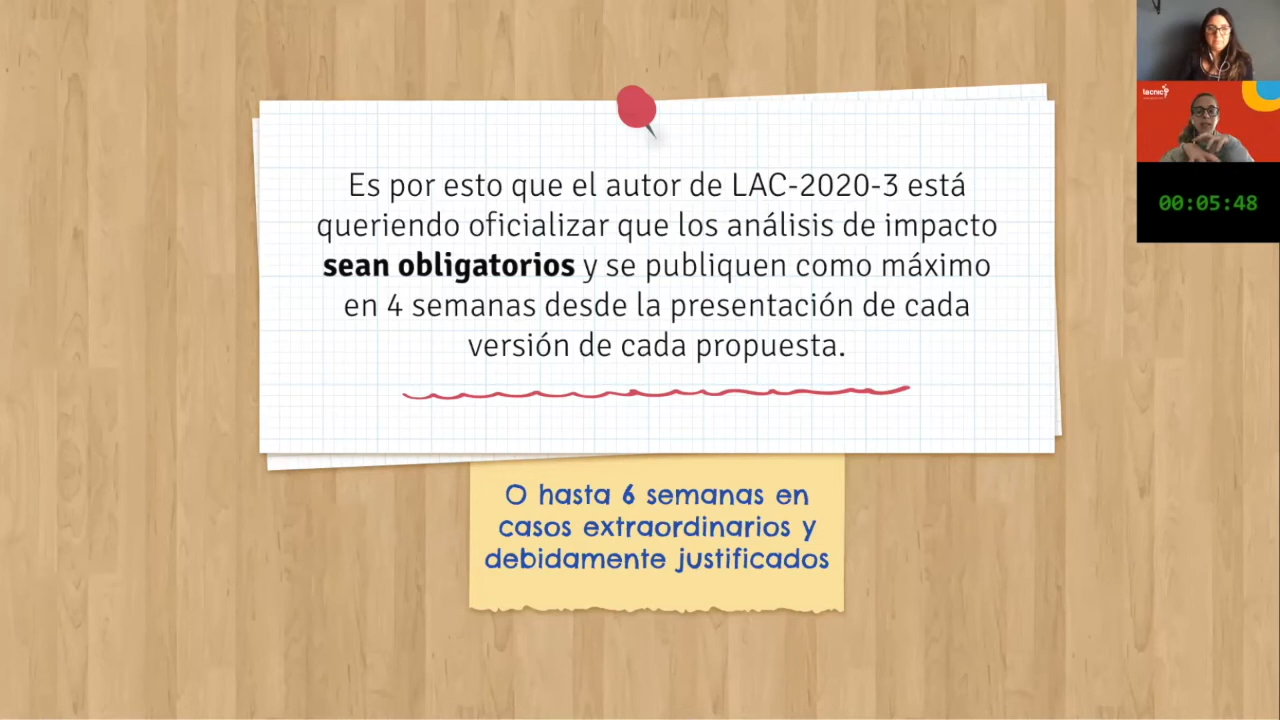 Es por esto que el autor de LAC-2020-3 está
queriendo oficializar que los análisis de impacto
sean obligatorios y se publiquen como máximo
en 4 semanas desde la presentación de cada
versión de cada propuesta.
O hasta 6 semanas en
casos extraordinarios y
debidamente justificados
tecnic
00:05:48